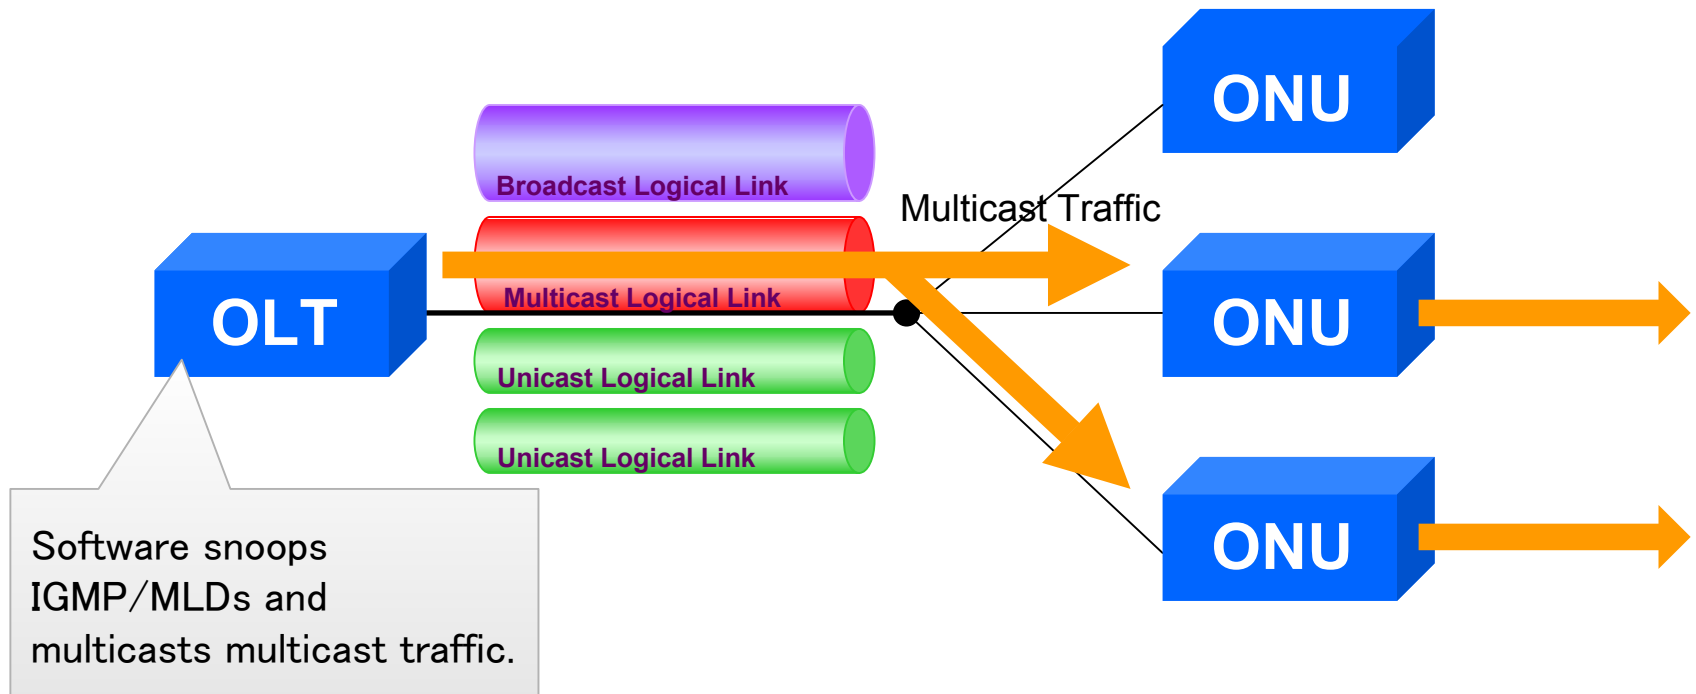 ONU
Broadcast Logical Link
Multicast Traffic
OLT
Multicast Logical Link
ONU
Unicast Logical Link
Unicast Logical Link
ONU
Software snoops
IGMP/MLDs and
multicasts multicast traffic.